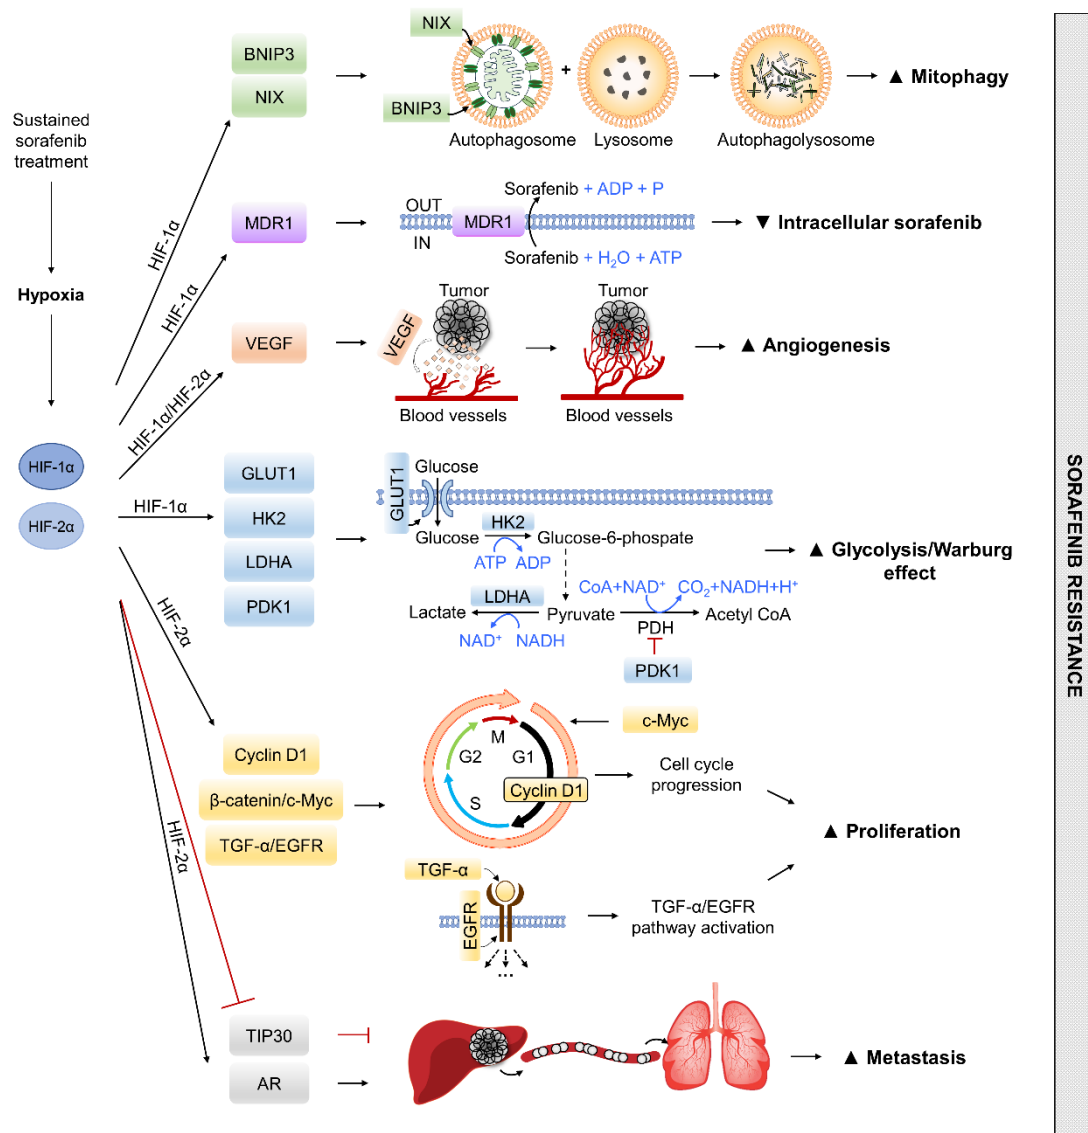 Sustained
sorafenib
treatment
Hypoxia
HIF-1α
HIF-2α
HIF-1α
BNIP3
NIX
NIX
BNIP3
+
Autophagosome
Lysosome
Autophagolysosome
▲ Mitophagy
HIF-1α
MDR1
OUT
IN
MDR1
Sorafenib + ADP + P
Sorafenib + H₂O + ATP
▼ Intracellular sorafenib
HIF-1α/HIF-2α
VEGF
VEGF
Tumor
Blood vessels
Tumor
Blood vessels
▲ Angiogenesis
HIF-1α
GLUT1
HK2
LDHA
PDK1
GLUT1
Glucose
Glucose
HK2
ATP ADP
Glucose-6-phospate
CoA+NAD⁺
CO₂+NADH+H⁺
Lactate
LDHA
NAD⁺ NADH
Pyruvate
PDH
Acetyl CoA
PDK1
▲ Glycolysis/Warburg
effect
HIF-2α
Cyclin D1
β-catenin/c-Myc
TGF-α/EGFR
M
G2
G1
S
Cyclin D1
c-Myc
Cell cycle
progression
TGF-α
EGFR
...
TGF-α/EGFR
pathway activation
▲ Proliferation
HIF-2α
TIP30
AR
▲ Metastasis
SORAFENIB RESISTANCE